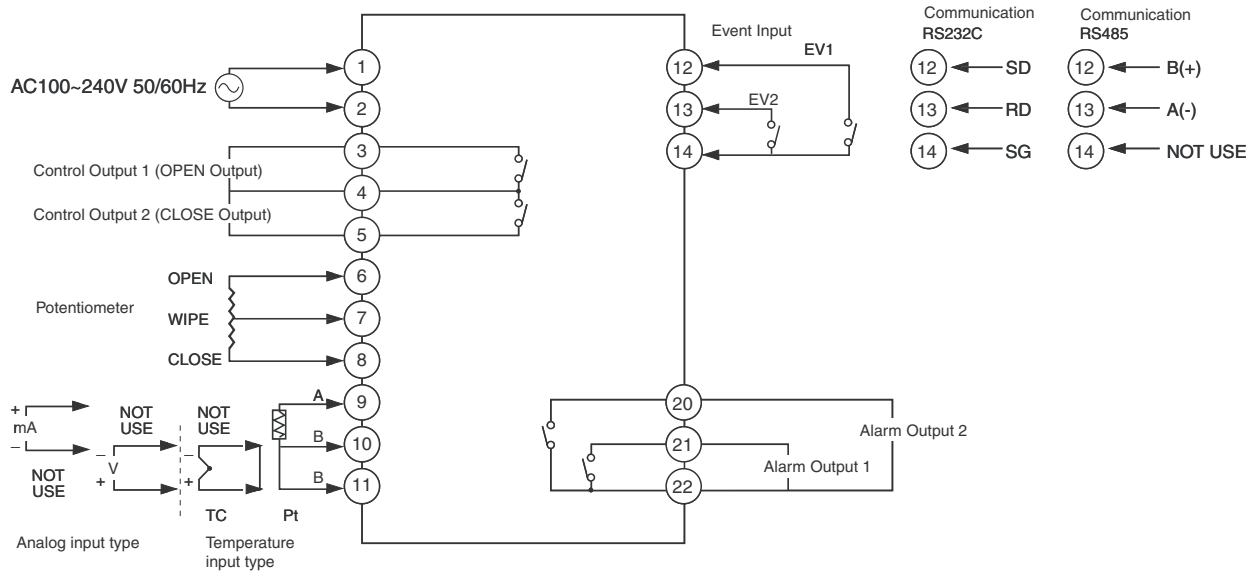 AC100~240V 50/60Hz
1
2
Control Output 1 (OPEN Output)
3
4
Control Output 2 (CLOSE Output)
5
Potentiometer
OPEN
6
WIPE
7
CLOSE
8
+
mA
−
NOT
USE
NOT
USE
−
V
+
Analog input type
NOT
USE
−
+
TC
A
B
B
Pt
9
10
11
Temperature
input type
Event Input
EV1
12
EV2
13
14
20
21
22
Alarm Output 2
Alarm Output 1
Communication
RS232C
12 SD
13 RD
14 SG
Communication
RS485
12 B(+)
13 A(-)
14 NOT USE